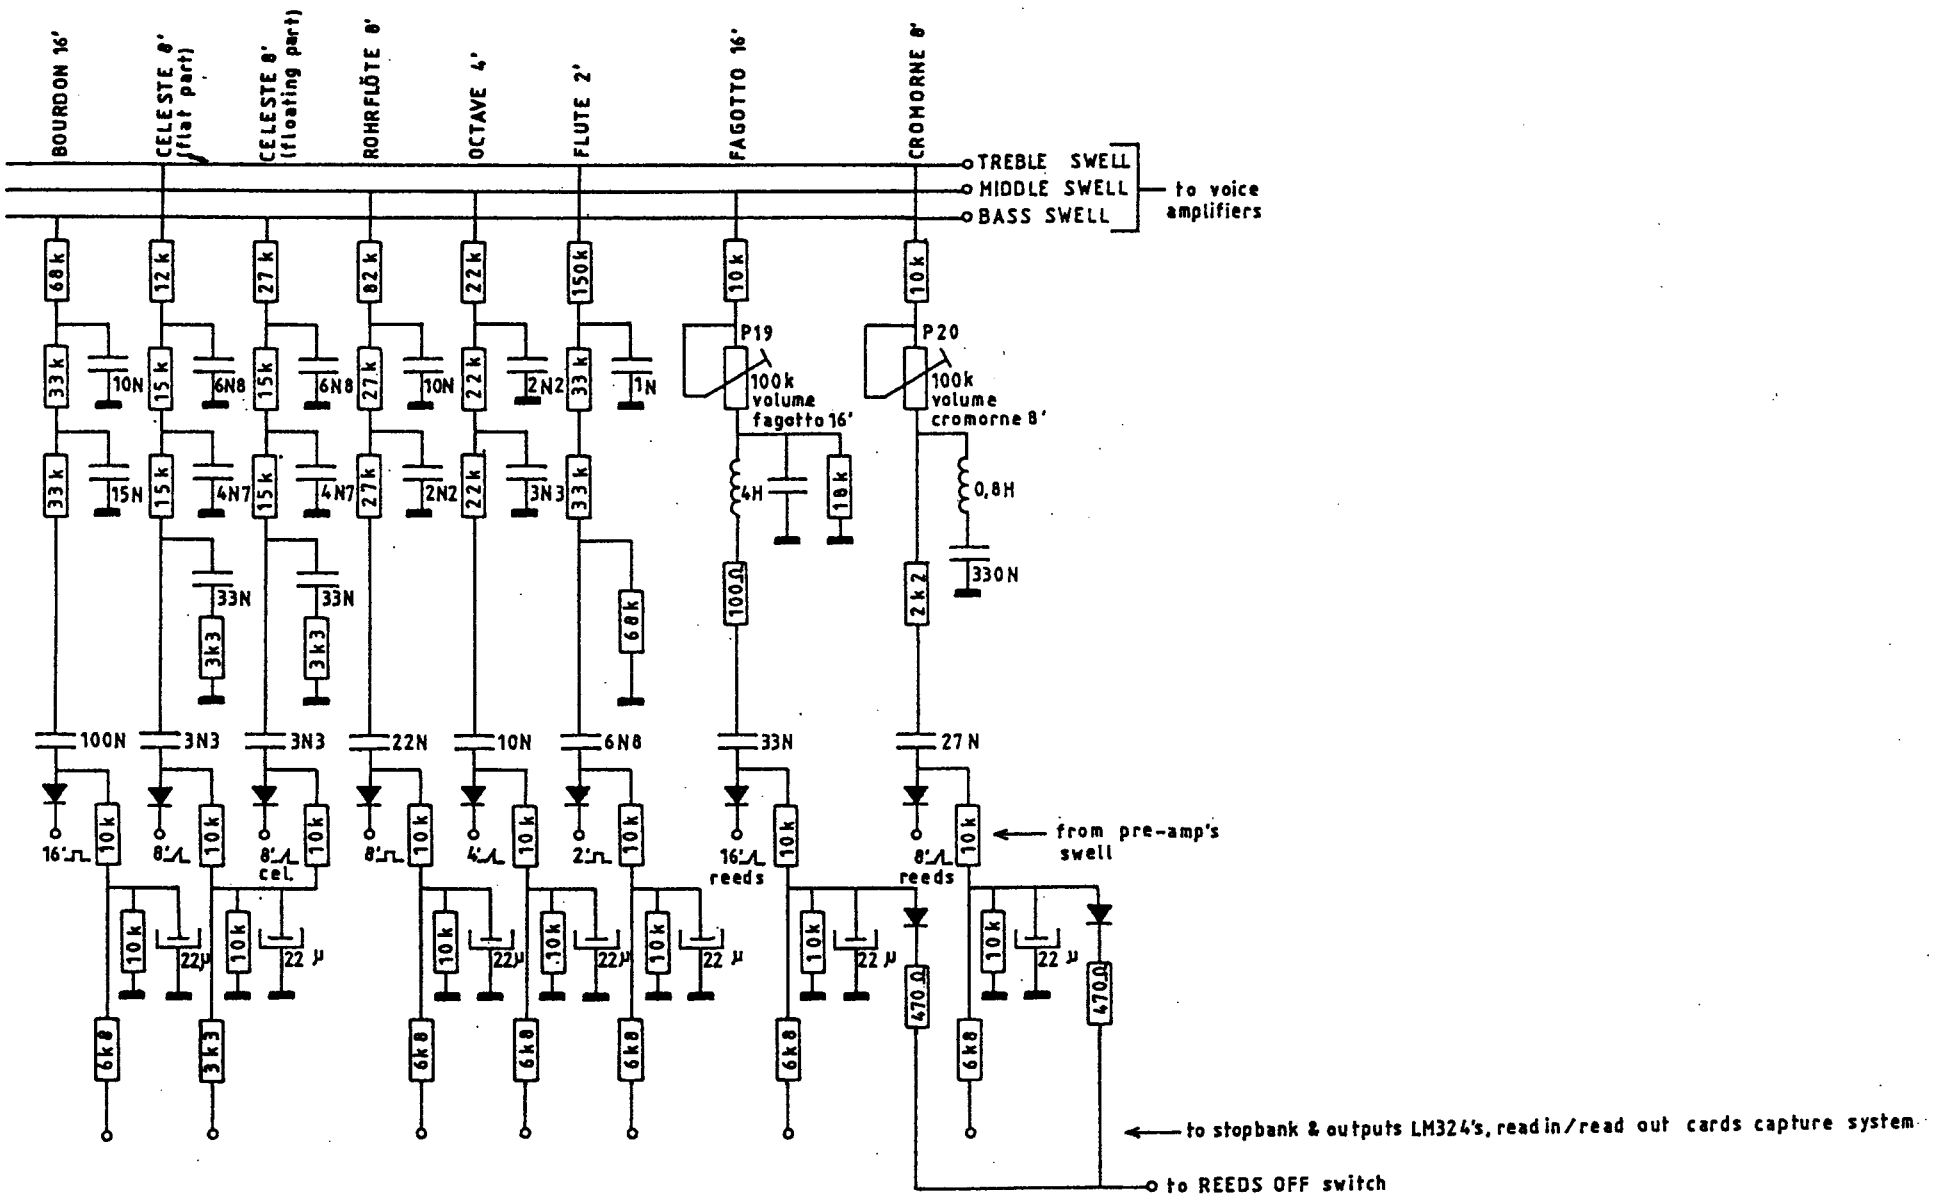 BOURDON 16'
CELESTE 8'
(flat part)
CELESTE 8'
(floating part)
ROHRFLÖTE 8'
OCTAVE 4'
FLUTE 2'
FAGOTTO 16'
CROMORNE 8'
TREBLE SWELL
MIDDLE SWELL
BASS SWELL
to voice
amplifiers
68k
12k
27k
82k
22k
150k
10k
10k
P19
P20
33k
10N
15k
6N8
15k
6N8
27k
10N
22k
2N2
33k
1N
100k
volume
fagotto 16'
100k
volume
cromorne 8'
33k
15N
15k
4N7
15k
4N7
27k
2N2
22k
3N3
33k
4H
18k
0,8H
33N
33N
100Ω
2k2
330N
3k3
3k3
68k
100N
3N3
3N3
22N
10N
6N8
33N
27N
10k
10k
10k
10k
10k
10k
10k
10k
from pre-amp's
swell
16'
8'
8'
cel.
8'
4'
2'
16'
reeds
8'
reeds
10k
22µ
10k
22 µ
10k
22µ
10k
22µ
10k
22 µ
10k
22 µ
470Ω
10k
22 µ
470Ω
6k8
3k3
6k8
6k8
6k8
6k8
6k8
to stopbank & outputs LM324's, read in/read out cards capture system
to REEDS OFF switch